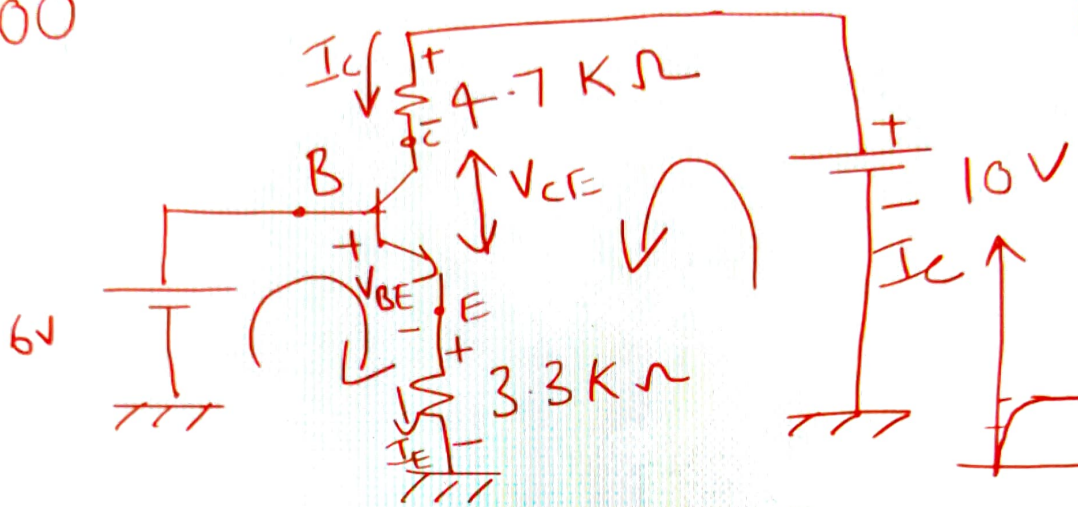 00
Ic
+
4.7 KΩ
-
C
B
VCE
+
10V
-
+
VBE
E
-
Ic
6V
+
3.3KΩ
IE
-